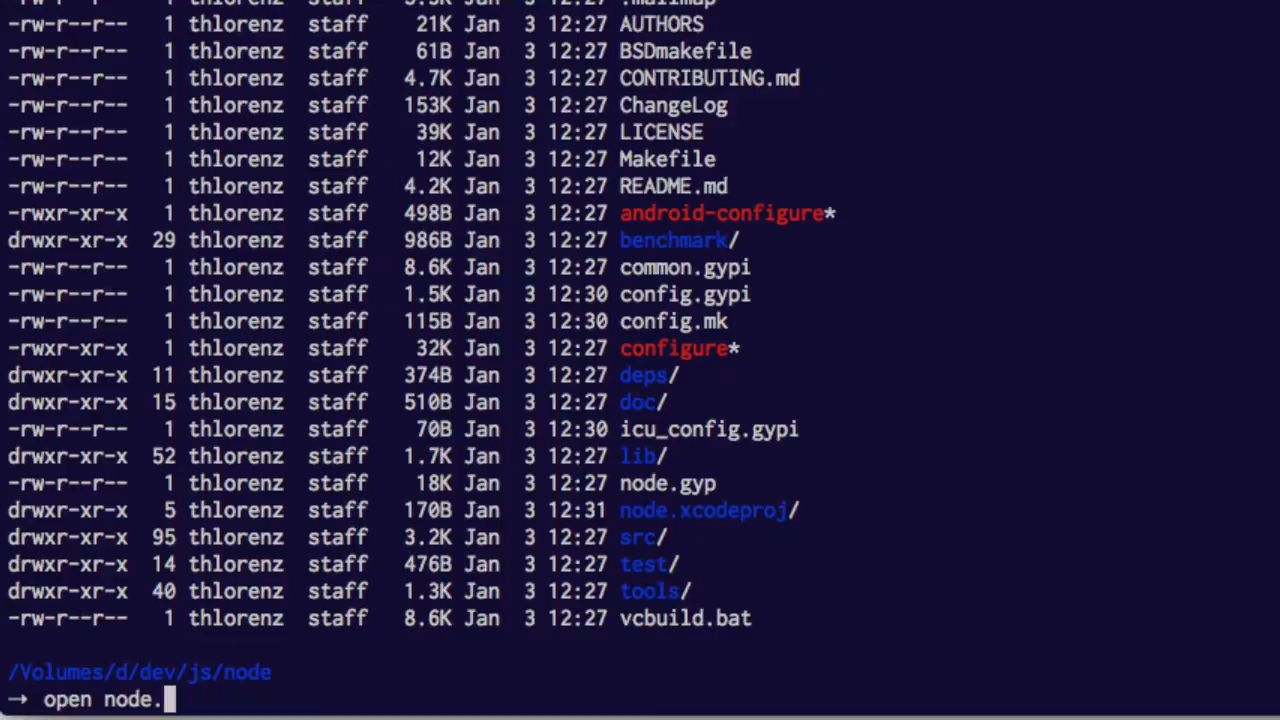 -rw-r--r-- 1 thlorenz staff 3.3K Jan 3 12:27 .mailmap
-rw-r--r-- 1 thlorenz staff 21K Jan 3 12:27 AUTHORS
-rw-r--r-- 1 thlorenz staff 61B Jan 3 12:27 BSDmakefile
-rw-r--r-- 1 thlorenz staff 4.7K Jan 3 12:27 CONTRIBUTING.md
-rw-r--r-- 1 thlorenz staff 153K Jan 3 12:27 ChangeLog
-rw-r--r-- 1 thlorenz staff 39K Jan 3 12:27 LICENSE
-rw-r--r-- 1 thlorenz staff 12K Jan 3 12:27 Makefile
-rw-r--r-- 1 thlorenz staff 4.2K Jan 3 12:27 README.md
-rwxr-xr-x 1 thlorenz staff 498B Jan 3 12:27 android-configure*
drwxr-xr-x 29 thlorenz staff 986B Jan 3 12:27 benchmark/
-rw-r--r-- 1 thlorenz staff 8.6K Jan 3 12:27 common.gypi
-rw-r--r-- 1 thlorenz staff 1.5K Jan 3 12:30 config.gypi
-rw-r--r-- 1 thlorenz staff 115B Jan 3 12:30 config.mk
-rwxr-xr-x 1 thlorenz staff 32K Jan 3 12:27 configure*
drwxr-xr-x 11 thlorenz staff 374B Jan 3 12:27 deps/
drwxr-xr-x 15 thlorenz staff 510B Jan 3 12:27 doc/
-rw-r--r-- 1 thlorenz staff 70B Jan 3 12:30 icu_config.gypi
drwxr-xr-x 52 thlorenz staff 1.7K Jan 3 12:27 lib/
-rw-r--r-- 1 thlorenz staff 18K Jan 3 12:27 node.gyp
drwxr-xr-x 5 thlorenz staff 170B Jan 3 12:31 node.xcodeproj/
drwxr-xr-x 95 thlorenz staff 3.2K Jan 3 12:27 src/
drwxr-xr-x 14 thlorenz staff 476B Jan 3 12:27 test/
drwxr-xr-x 40 thlorenz staff 1.3K Jan 3 12:27 tools/
-rw-r--r-- 1 thlorenz staff 8.6K Jan 3 12:27 vcbuild.bat
/Volumes/d/dev/js/node
→ open node.